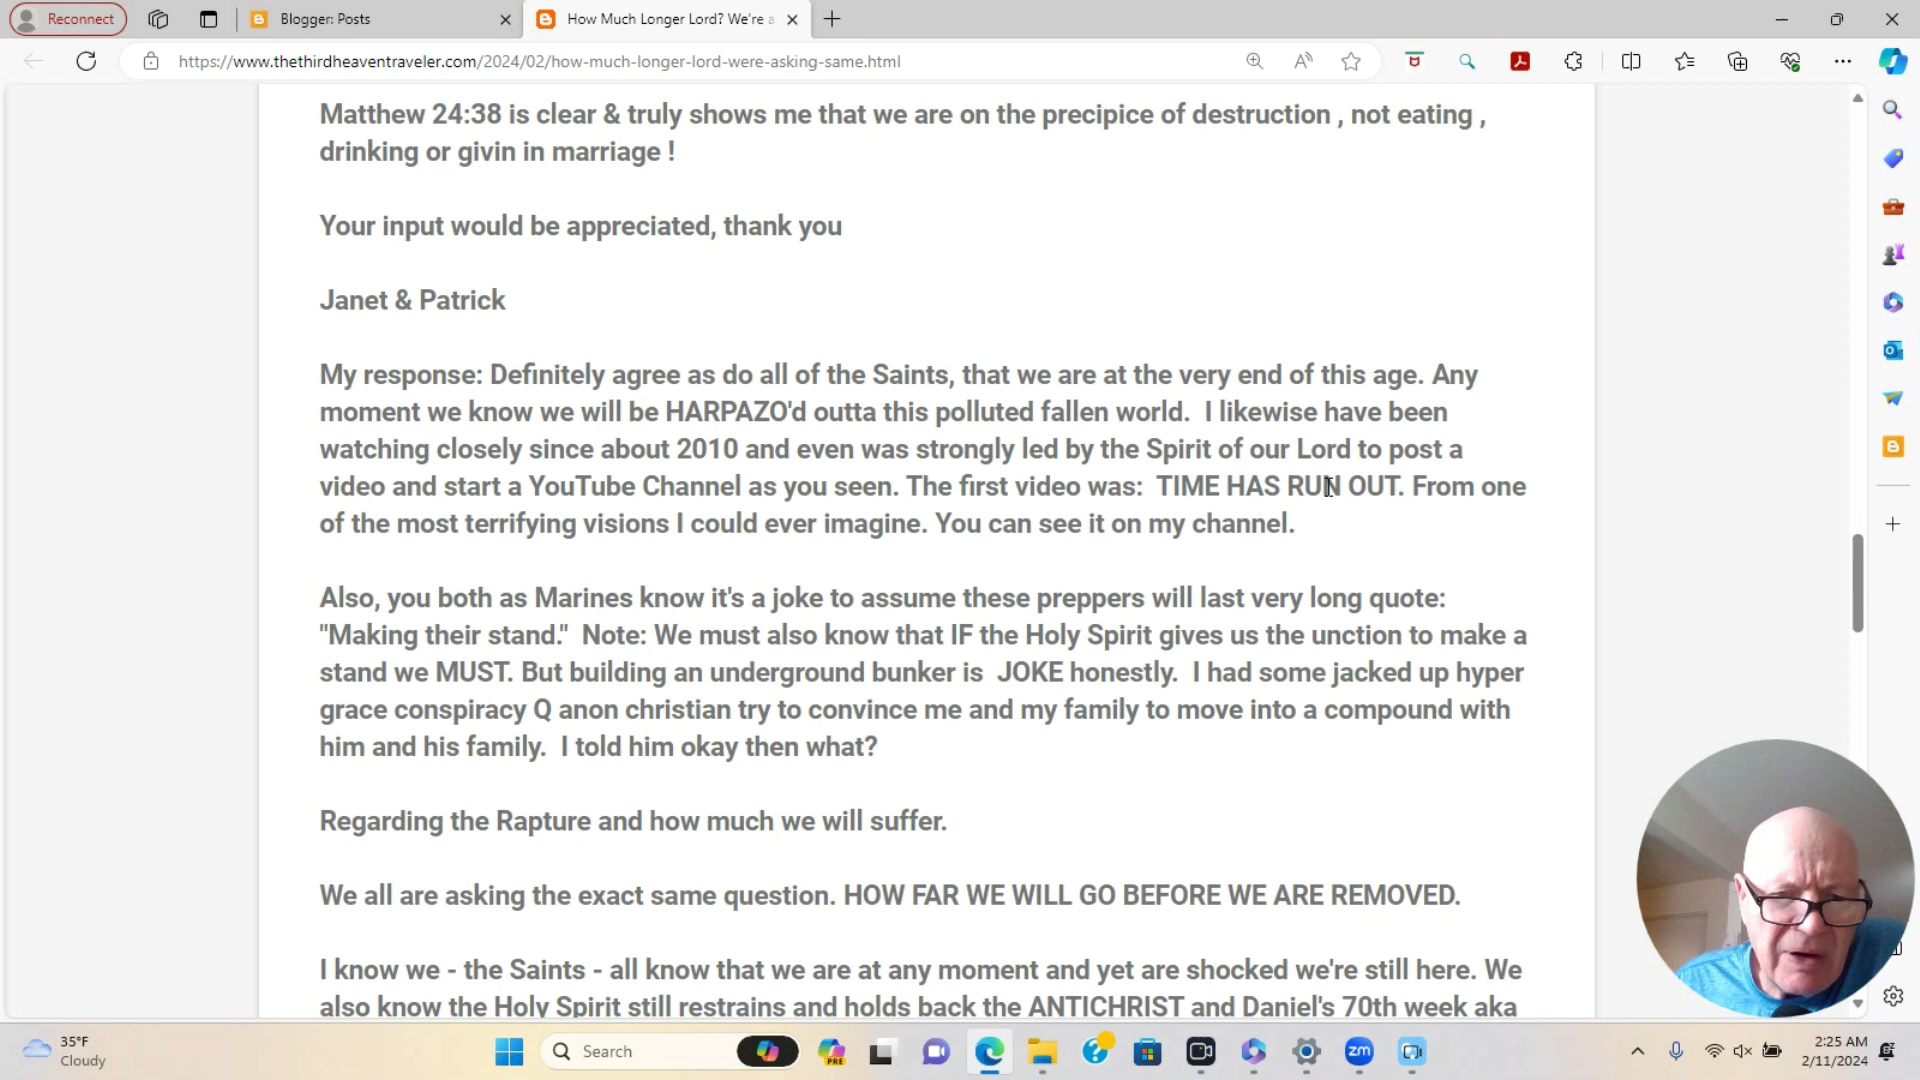 Reconnect
Blogger: Posts
How Much Longer Lord? We're a
https://www.thethirdheaventraveler.com/2024/02/how-much-longer-lord-were-asking-same.html
Matthew 24:38 is clear & truly shows me that we are on the precipice of destruction , not eating ,
drinking or givin in marriage !
Your input would be appreciated, thank you
Janet & Patrick
My response: Definitely agree as do all of the Saints, that we are at the very end of this age. Any
moment we know we will be HARPAZO'd outta this polluted fallen world.  I likewise have been
watching closely since about 2010 and even was strongly led by the Spirit of our Lord to post a
video and start a YouTube Channel as you seen. The first video was:  TIME HAS RUN OUT. From one
of the most terrifying visions I could ever imagine. You can see it on my channel.
Also, you both as Marines know it's a joke to assume these preppers will last very long quote:
"Making their stand."  Note: We must also know that IF the Holy Spirit gives us the unction to make a
stand we MUST. But building an underground bunker is  JOKE honestly.  I had some jacked up hyper
grace conspiracy Q anon christian try to convince me and my family to move into a compound with
him and his family.  I told him okay then what?
Regarding the Rapture and how much we will suffer.
We all are asking the exact same question. HOW FAR WE WILL GO BEFORE WE ARE REMOVED.
I know we - the Saints - all know that we are at any moment and yet are shocked we're still here. We
also know the Holy Spirit still restrains and holds back the ANTICHRIST and Daniel's 70th week aka
35°F
Cloudy
Search
PRE
zm
2:25 AM
2/11/2024